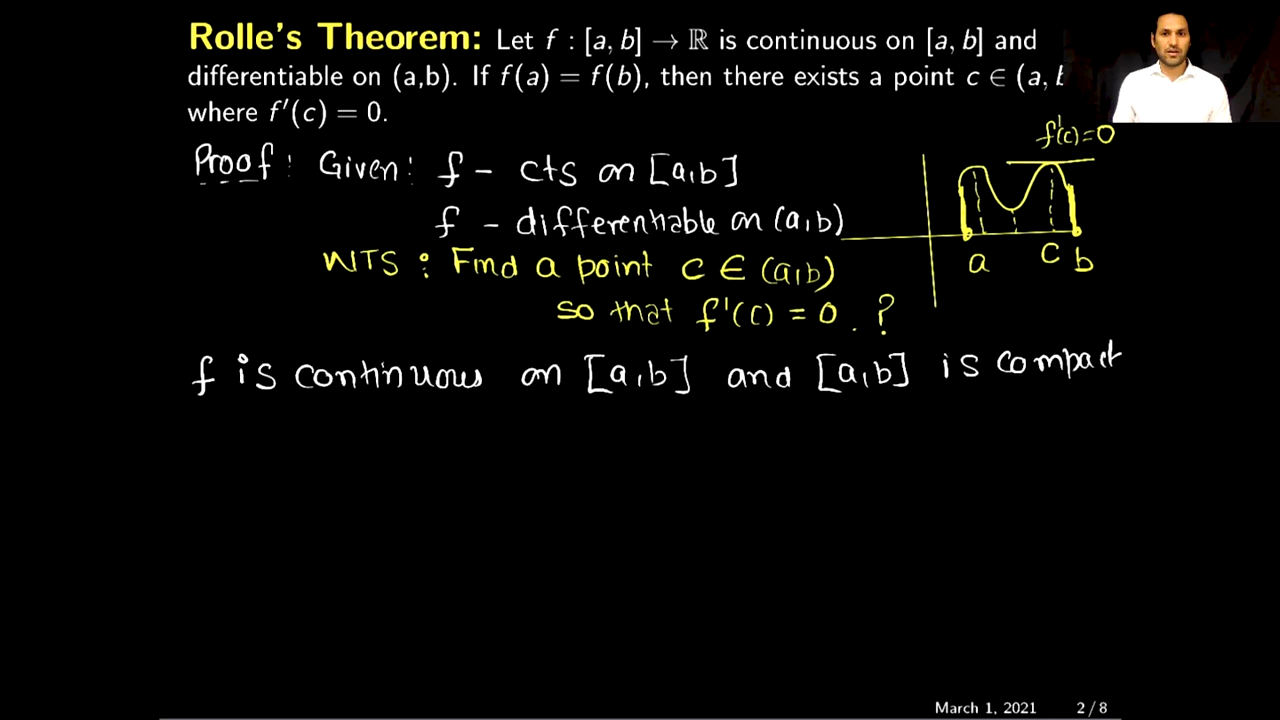 Rolle's Theorem: Let f : [a, b] → ℝ is continuous on [a, b] and
differentiable on (a,b). If f(a) = f(b), then there exists a point c ∈ (a,
where f'(c) = 0.
f'(c)=0
Proof : Given : f - cts on [a,b]
f - differentiable on (a,b)
a c b
WTS : Find a point c ∈ (a,b)
so that f'(c) = 0 . ?
f is continuous on [a,b] and [a,b] is compact
March 1, 2021 2 / 8